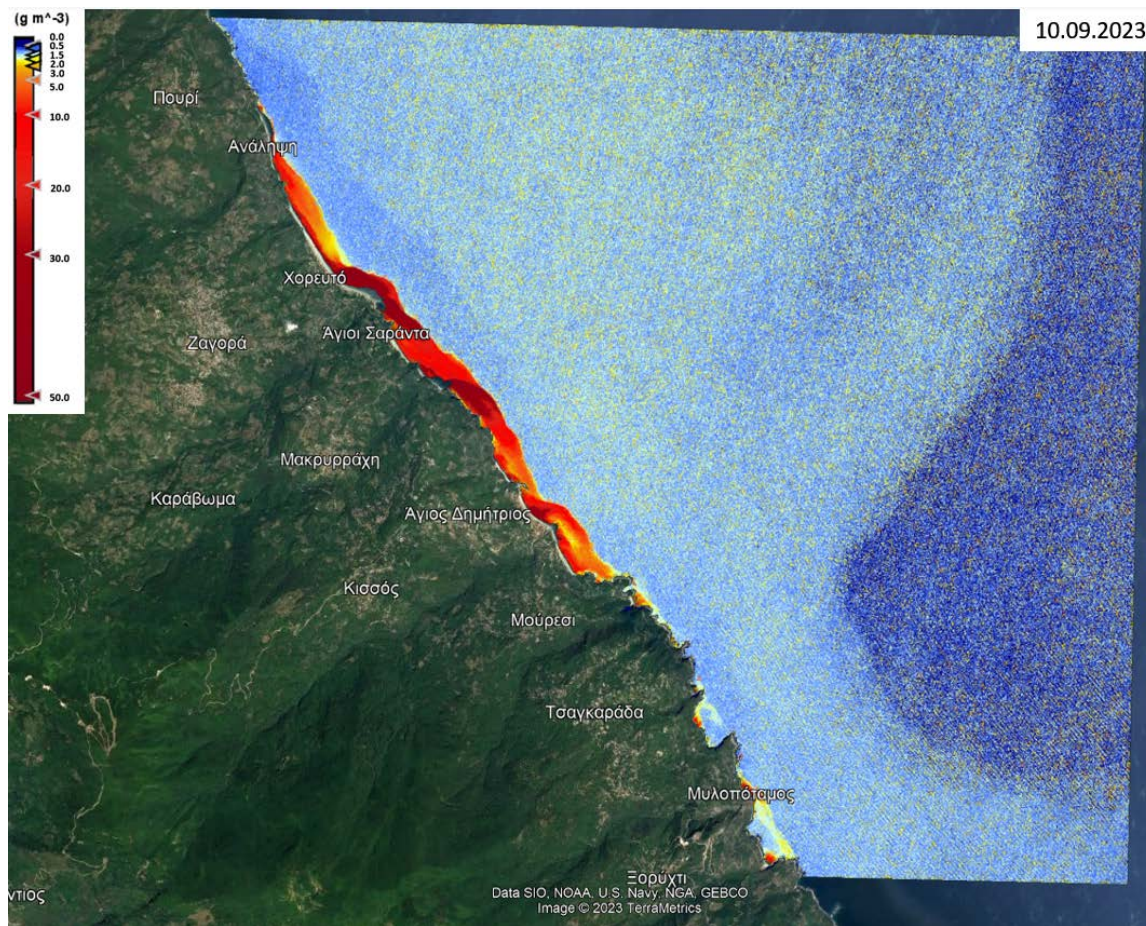 (g m^-3)
10.09.2023
0.0
0.5
1.5
2.0
3.0
5.0
10.0
20.0
30.0
50.0
Πουρί
Ανάληψη
Χορευτό
Άγιοι Σαράντα
Ζαγορά
Μακρυρράχη
Καράβωμα
Άγιος Δημήτριος
Κισσός
Μούρεσι
Τσαγκαράδα
Μυλοπόταμος
Ξορύχτι
ντιος
Data SIO, NOAA, U.S. Navy, NGA, GEBCO
Image © 2023 TerraMetrics